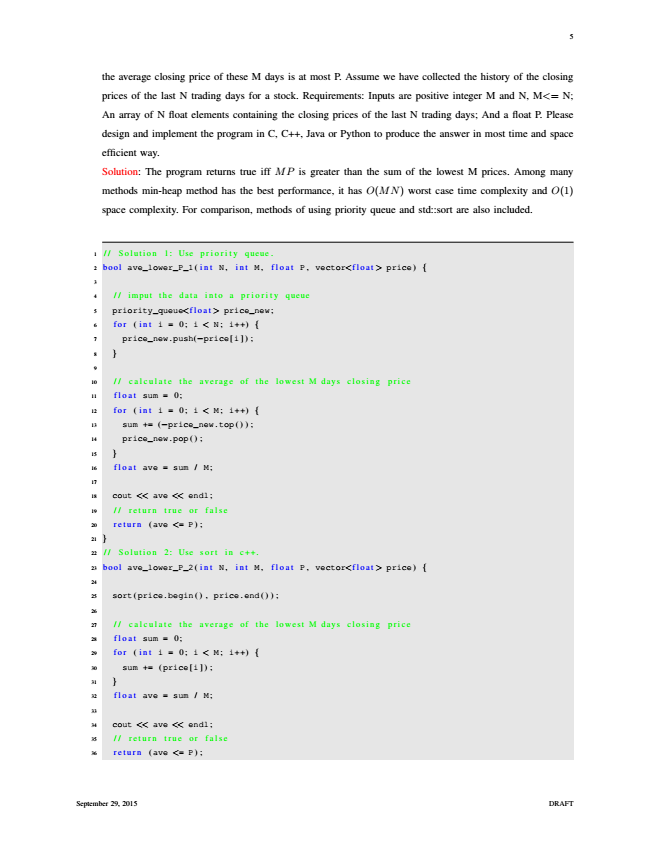 5
the average closing price of these M days is at most P. Assume we have collected the history of the closing
prices of the last N trading days for a stock. Requirements: Inputs are positive integer M and N, M<= N;
An array of N float elements containing the closing prices of the last N trading days; And a float P. Please
design and implement the program in C, C++, Java or Python to produce the answer in most time and space
efficient way.
Solution: The program returns true iff MP is greater than the sum of the lowest M prices. Among many
methods min-heap method has the best performance, it has O(MN) worst case time complexity and O(1)
space complexity. For comparison, methods of using priority queue and std::sort are also included.
1 // Solution 1: Use priority queue.
2 bool ave_lower_P_1(int N, int M, float P, vector<float> price) {
3
4 // imput the data into a priority queue
5 priority_queue<float> price_new;
6 for (int i = 0; i < N; i++) {
7 price_new.push(−price[i]);
8 }
9
10 // calculate the average of the lowest M days closing price
11 float sum = 0;
12 for (int i = 0; i < M; i++) {
13 sum += (−price_new.top());
14 price_new.pop();
15 }
16 float ave = sum / M;
17
18 cout << ave << endl;
19 // return true or false
20 return (ave <= P);
21 }
22 // Solution 2: Use sort in c++.
23 bool ave_lower_P_2(int N, int M, float P, vector<float> price) {
24
25 sort(price.begin(), price.end());
26
27 // calculate the average of the lowest M days closing price
28 float sum = 0;
29 for (int i = 0; i < M; i++) {
30 sum += (price[i]);
31 }
32 float ave = sum / M;
33
34 cout << ave << endl;
35 // return true or false
36 return (ave <= P);
September 29, 2015 DRAFT